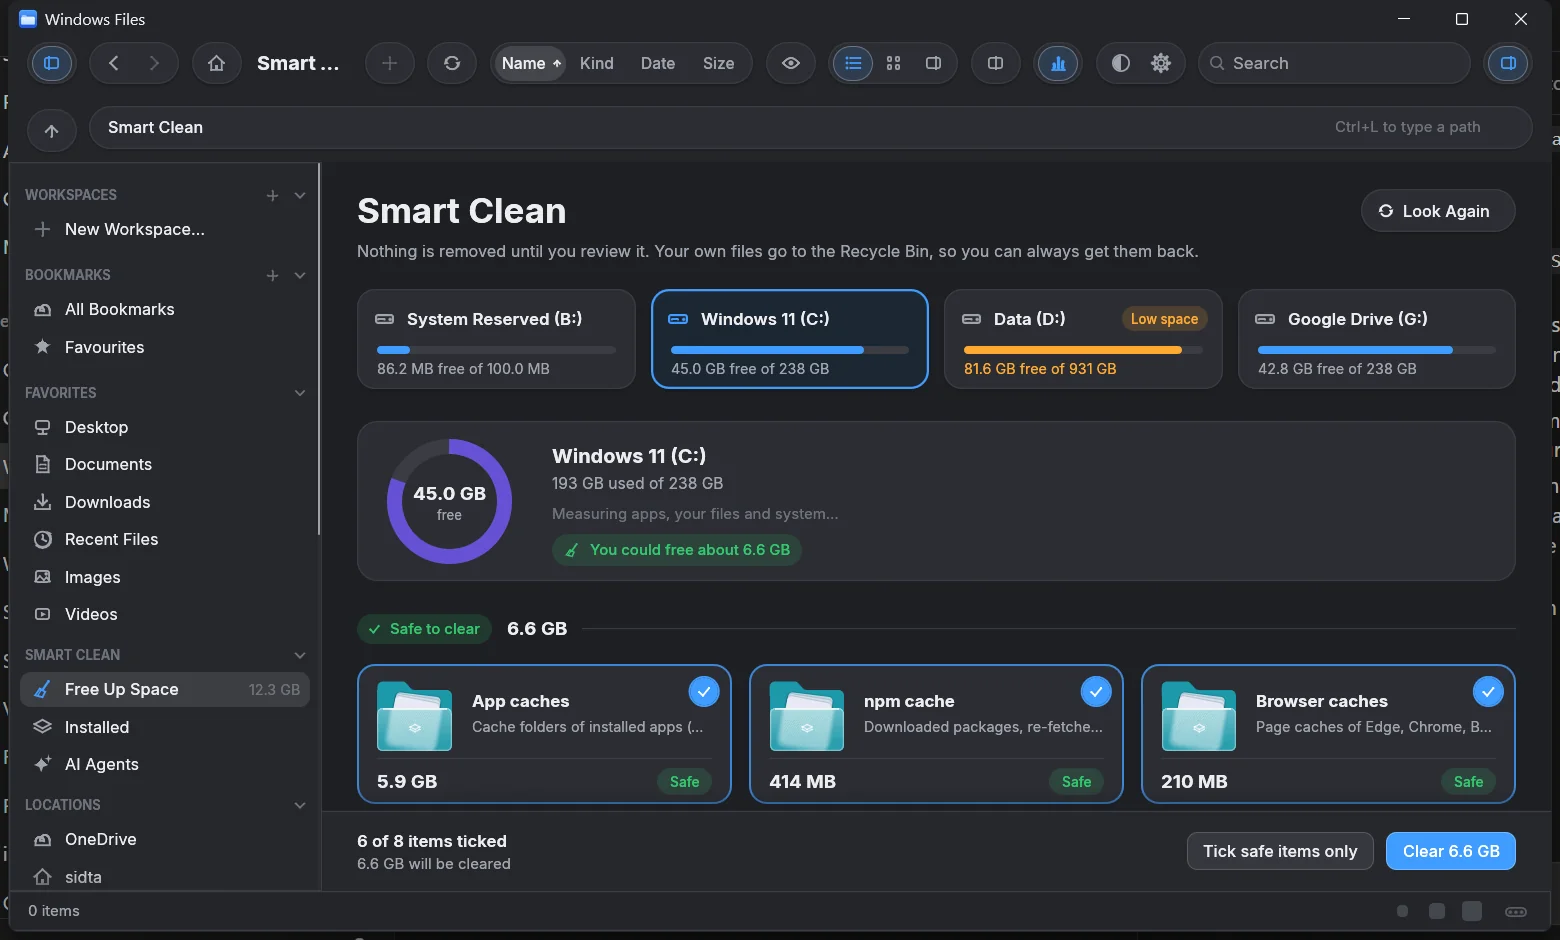 Windows Files
Smart ...
Name
Kind
Date
Size
Search
Smart Clean
Ctrl+L to type a path
WORKSPACES
New Workspace...
BOOKMARKS
All Bookmarks
Favourites
FAVORITES
Desktop
Documents
Downloads
Recent Files
Images
Videos
SMART CLEAN
Free Up Space
12.3 GB
Installed
AI Agents
LOCATIONS
OneDrive
sidta
Smart Clean
Look Again
Nothing is removed until you review it. Your own files go to the Recycle Bin, so you can always get them back.
System Reserved (B:)
86.2 MB free of 100.0 MB
Windows 11 (C:)
45.0 GB free of 238 GB
Data (D:)
Low space
81.6 GB free of 931 GB
Google Drive (G:)
42.8 GB free of 238 GB
45.0 GB
free
Windows 11 (C:)
193 GB used of 238 GB
Measuring apps, your files and system...
You could free about 6.6 GB
Safe to clear
6.6 GB
App caches
Cache folders of installed apps (...
5.9 GB
Safe
npm cache
Downloaded packages, re-fetche...
414 MB
Safe
Browser caches
Page caches of Edge, Chrome, B...
210 MB
Safe
6 of 8 items ticked
6.6 GB will be cleared
Tick safe items only
Clear 6.6 GB
0 items